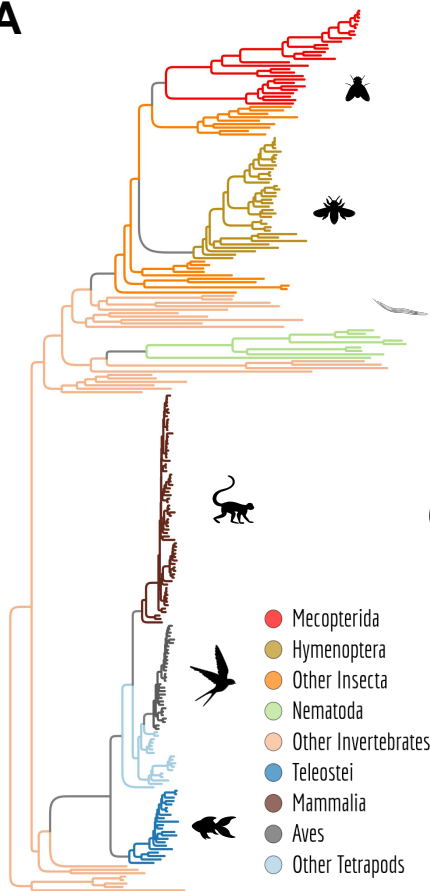 A
Mecopterida
Hymenoptera
Other Insecta
Nematoda
Other Invertebrates
Teleostei
Mammalia
Aves
Other Tetrapods